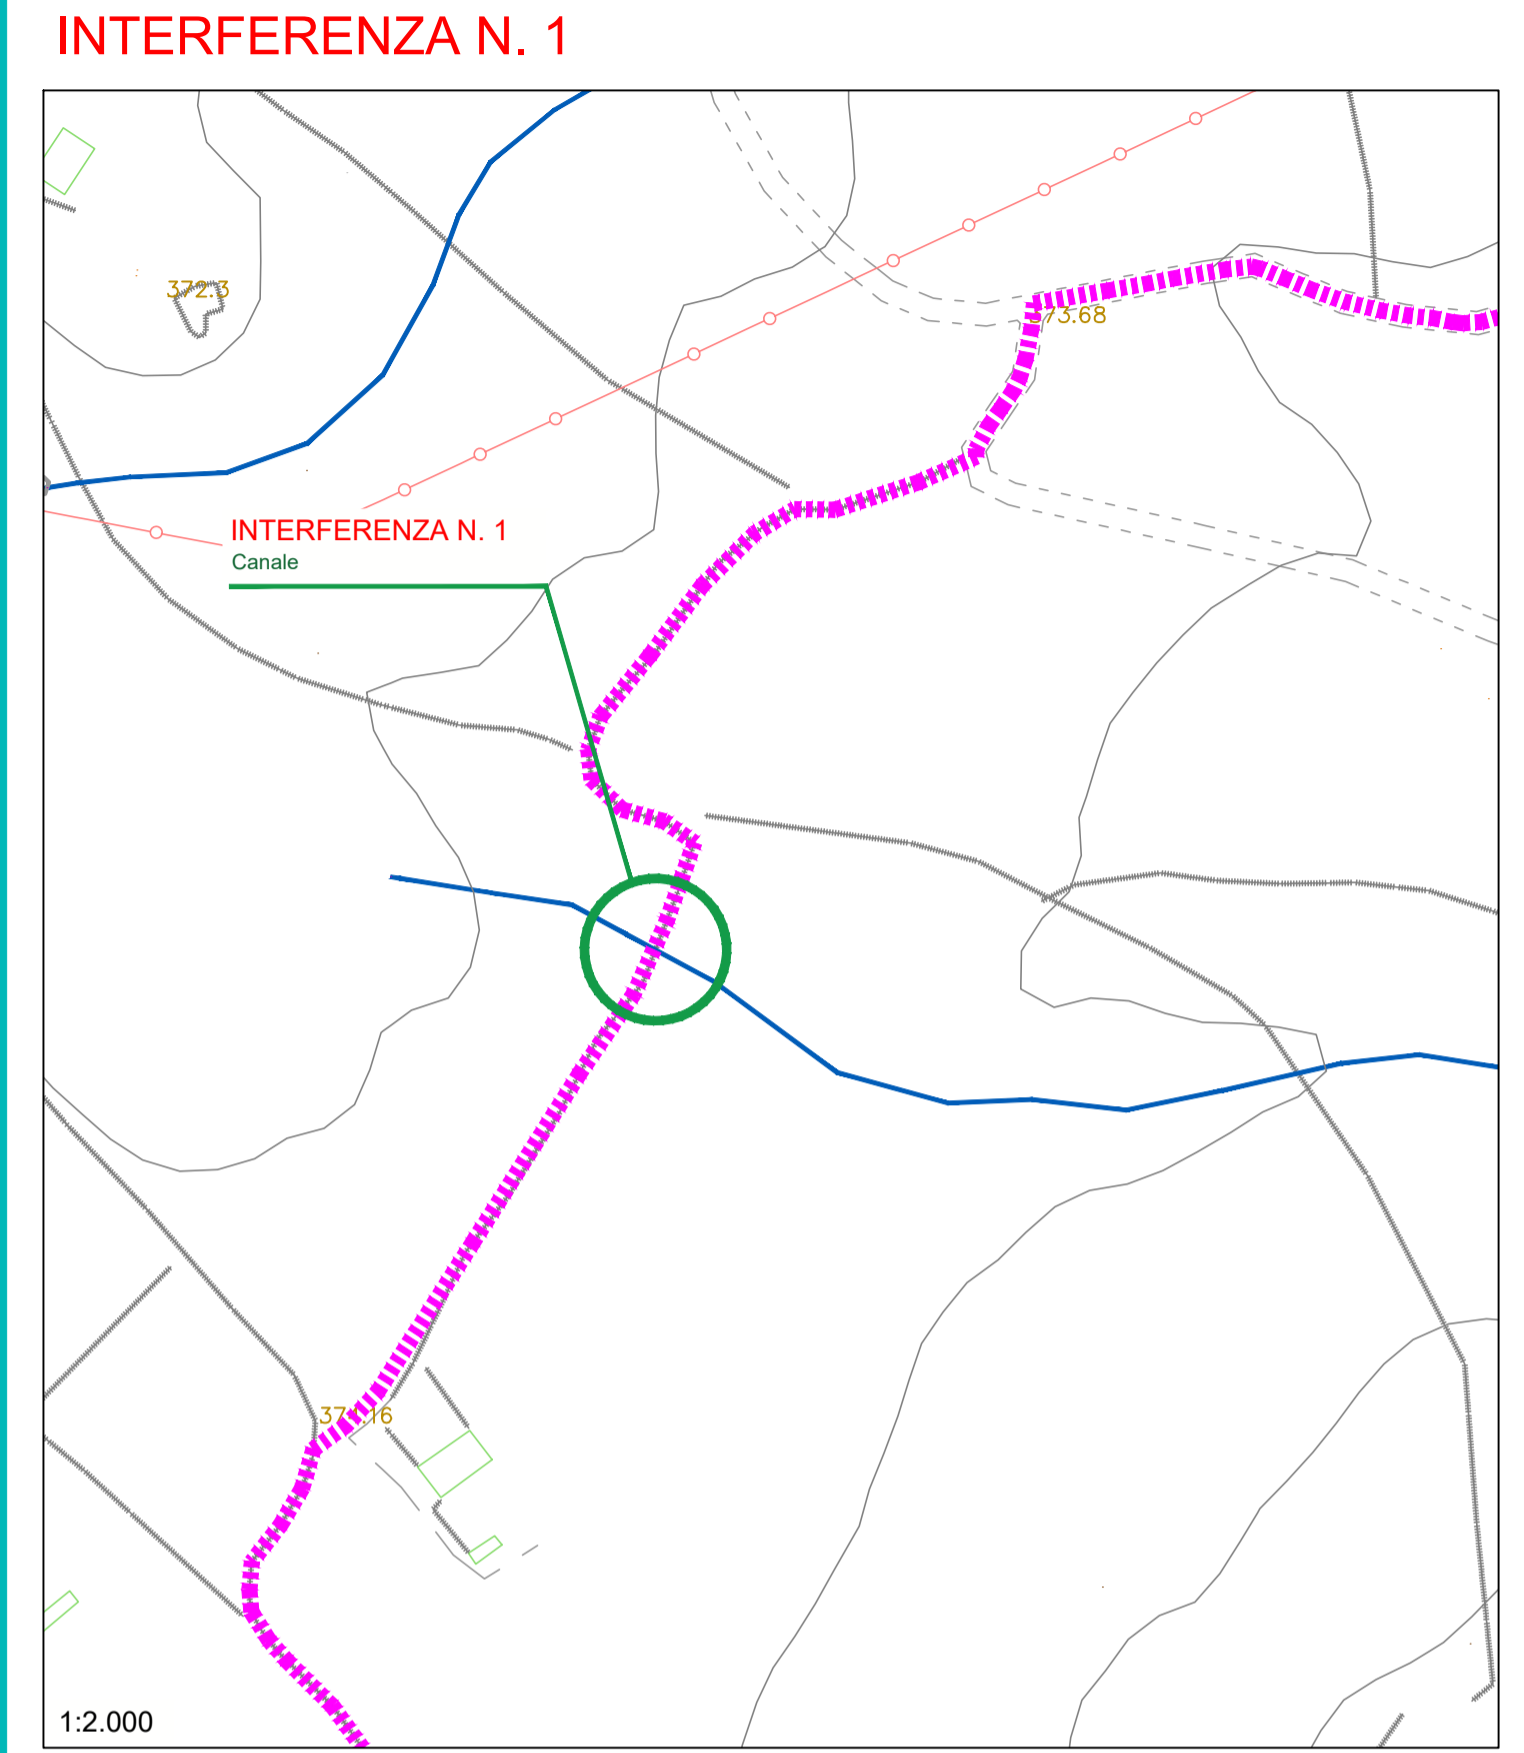 INTERFERENZA N. 1
372.3
373.68
INTERFERENZA N. 1
Canale
1:2.000